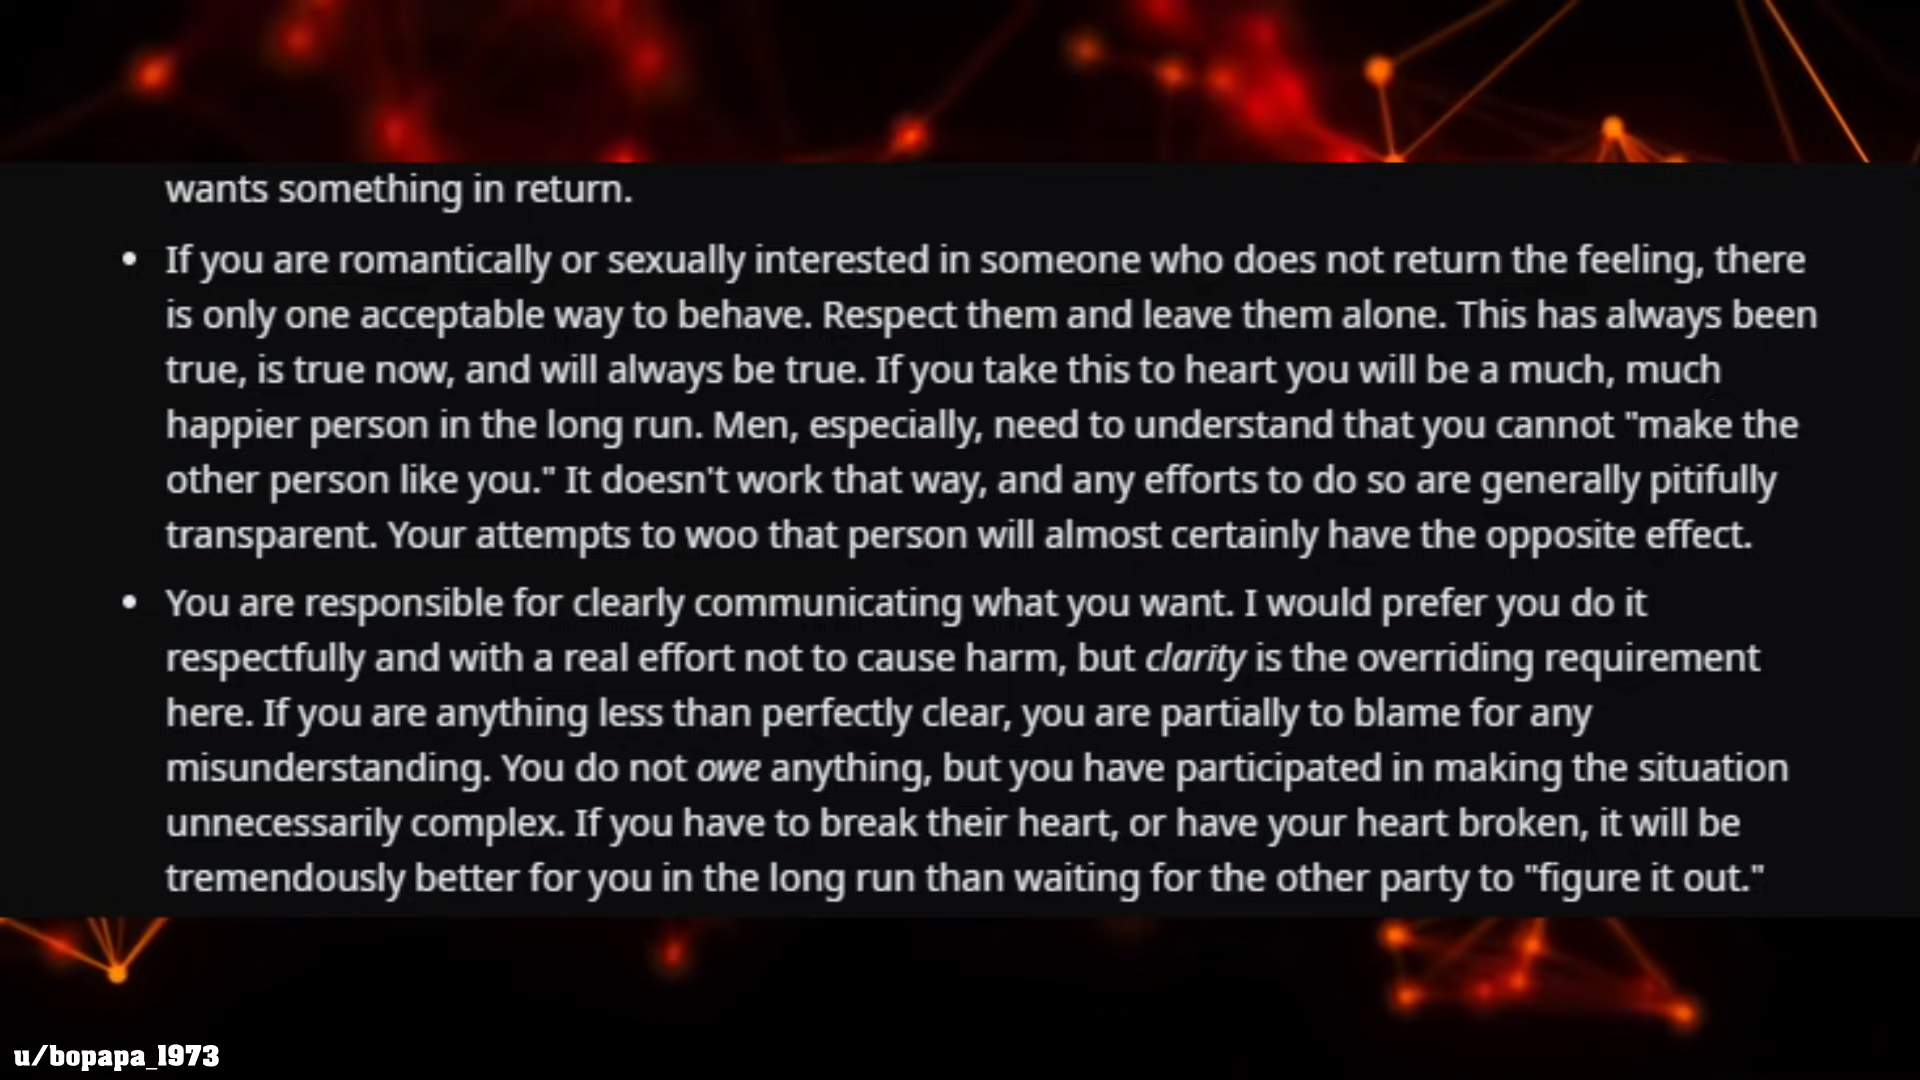 wants something in return.
• If you are romantically or sexually interested in someone who does not return the feeling, there
is only one acceptable way to behave. Respect them and leave them alone. This has always been
true, is true now, and will always be true. If you take this to heart you will be a much, much
happier person in the long run. Men, especially, need to understand that you cannot "make the
other person like you." It doesn't work that way, and any efforts to do so are generally pitifully
transparent. Your attempts to woo that person will almost certainly have the opposite effect.
• You are responsible for clearly communicating what you want. I would prefer you do it
respectfully and with a real effort not to cause harm, but clarity is the overriding requirement
here. If you are anything less than perfectly clear, you are partially to blame for any
misunderstanding. You do not owe anything, but you have participated in making the situation
unnecessarily complex. If you have to break their heart, or have your heart broken, it will be
tremendously better for you in the long run than waiting for the other party to "figure it out."
u/bopapa_1973